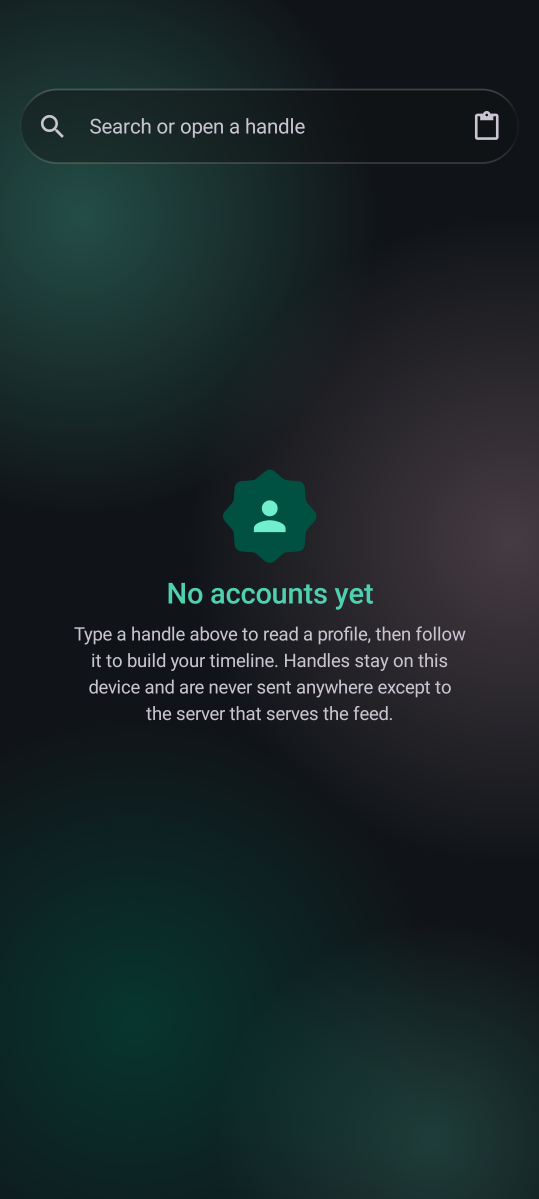 Search or open a handle
No accounts yet
Type a handle above to read a profile, then follow
it to build your timeline. Handles stay on this
device and are never sent anywhere except to
the server that serves the feed.